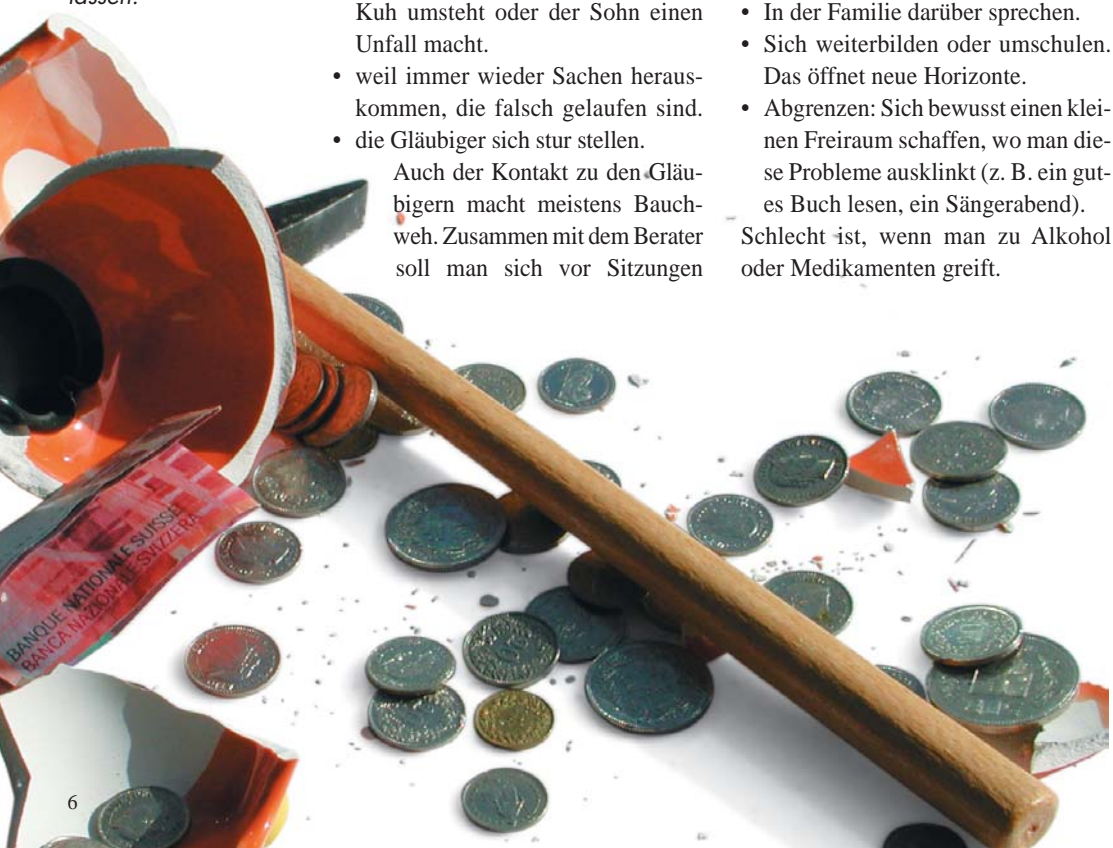 lassen.
Kuh umsteht oder der Sohn einen
Unfall macht.
• weil immer wieder Sachen heraus-
kommen, die falsch gelaufen sind.
• die Gläubiger sich stur stellen.
Auch der Kontakt zu den Gläu-
bigern macht meistens Bauch-
weh. Zusammen mit dem Berater
soll man sich vor Sitzungen
• In der Familie darüber sprechen.
• Sich weiterbilden oder umschulen.
Das öffnet neue Horizonte.
• Abgrenzen: Sich bewusst einen klei-
nen Freiraum schaffen, wo man die-
se Probleme ausklinkt (z. B. ein gut-
es Buch lesen, ein Sängerabend).
Schlecht ist, wenn man zu Alkohol
oder Medikamenten greift.
BANQUE NATIONALE SUISSE
BANCA NAZIONALE SVIZZERA
6